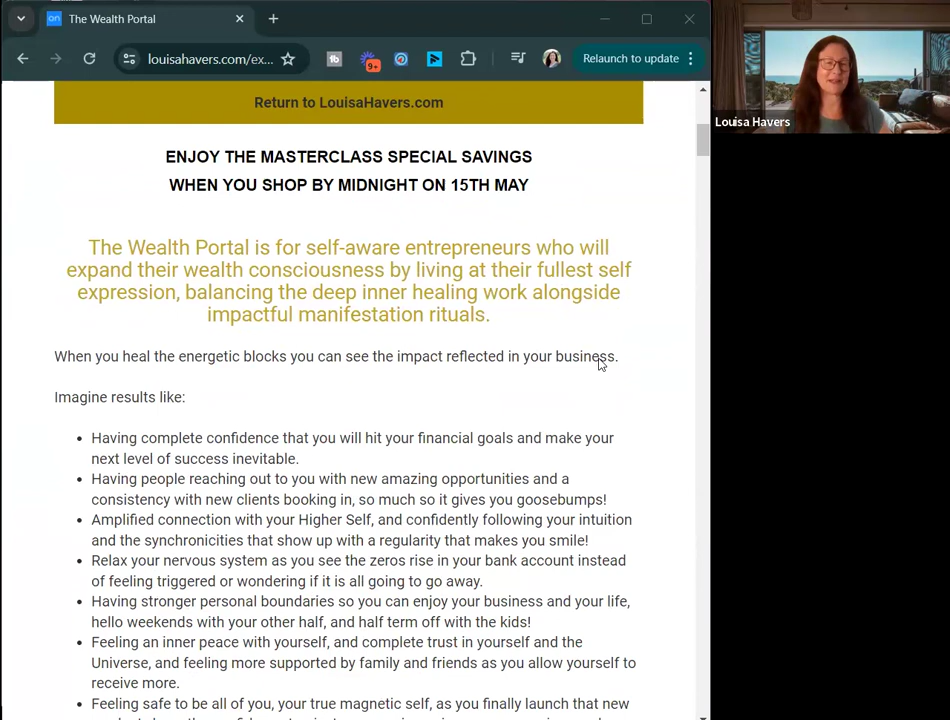 The Wealth Portal
louisahavers.com/ex...
9+
Relaunch to update
Return to LouisaHavers.com
Louisa Havers
ENJOY THE MASTERCLASS SPECIAL SAVINGS
WHEN YOU SHOP BY MIDNIGHT ON 15TH MAY
The Wealth Portal is for self-aware entrepreneurs who will
expand their wealth consciousness by living at their fullest self
expression, balancing the deep inner healing work alongside
impactful manifestation rituals.
When you heal the energetic blocks you can see the impact reflected in your business.
Imagine results like:
• Having complete confidence that you will hit your financial goals and make your
next level of success inevitable.
• Having people reaching out to you with new amazing opportunities and a
consistency with new clients booking in, so much so it gives you goosebumps!
• Amplified connection with your Higher Self, and confidently following your intuition
and the synchronicities that show up with a regularity that makes you smile!
• Relax your nervous system as you see the zeros rise in your bank account instead
of feeling triggered or wondering if it is all going to go away.
• Having stronger personal boundaries so you can enjoy your business and your life,
hello weekends with your other half, and half term off with the kids!
• Feeling an inner peace with yourself, and complete trust in yourself and the
Universe, and feeling more supported by family and friends as you allow yourself to
receive more.
• Feeling safe to be all of you, your true magnetic self, as you finally launch that new